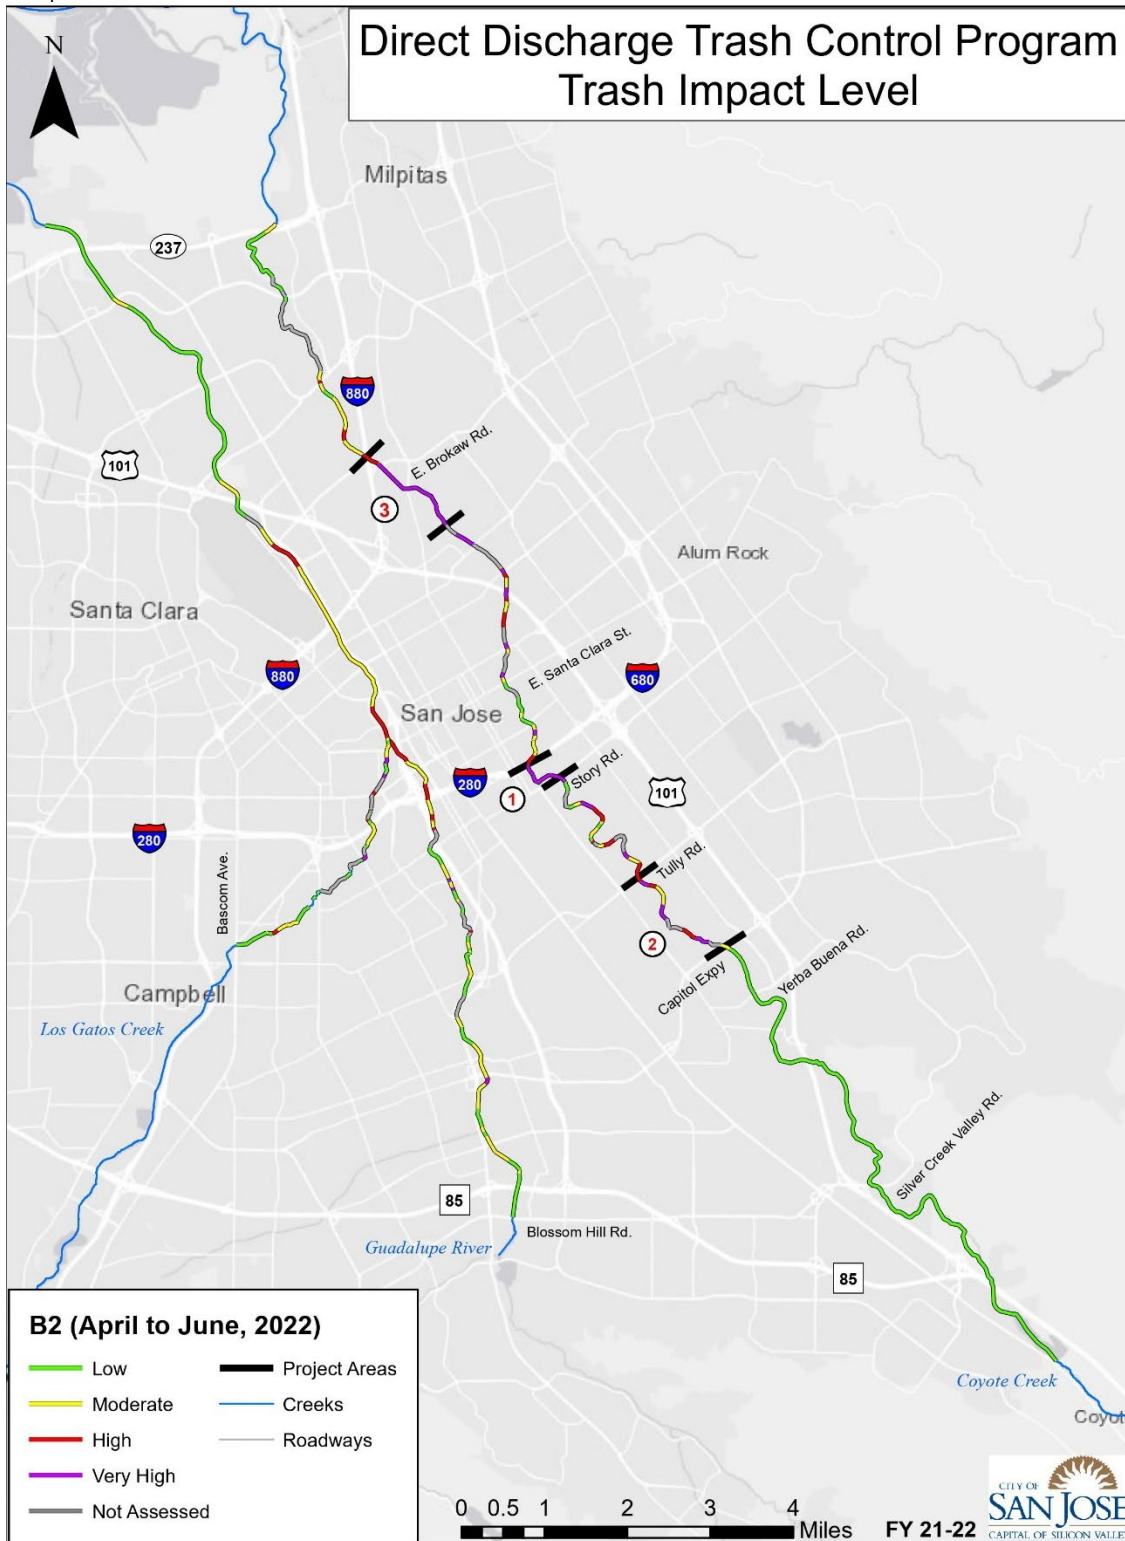 Direct Discharge Trash Control Program
Trash Impact Level
N
Milpitas
237
880
E. Brokaw Rd.
101
3
Alum Rock
Santa Clara
E. Santa Clara St.
880
680
San Jose
Story Rd.
280
101
1
280
Tully Rd.
Bascom Ave.
2
Capitol Expy
Yerba Buena Rd.
Campbell
Los Gatos Creek
Silver Creek Valley Rd.
85
Blossom Hill Rd.
Guadalupe River
85
B2 (April to June, 2022)
Low
Project Areas
Moderate
Creeks
High
Roadways
Very High
Not Assessed
Coyote Creek
Coyot
0 0.5 1 2 3 4
Miles
FY 21-22
CITY OF
SAN JOSE
CAPITAL OF SILICON VALLEY